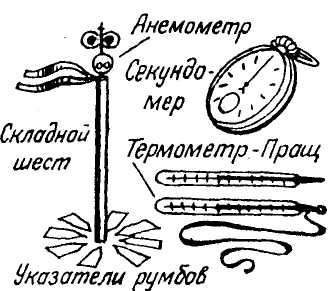 Анемометр
Секундо-
мер
Складной
шест
Термометр-Пращ
Указатели румбов